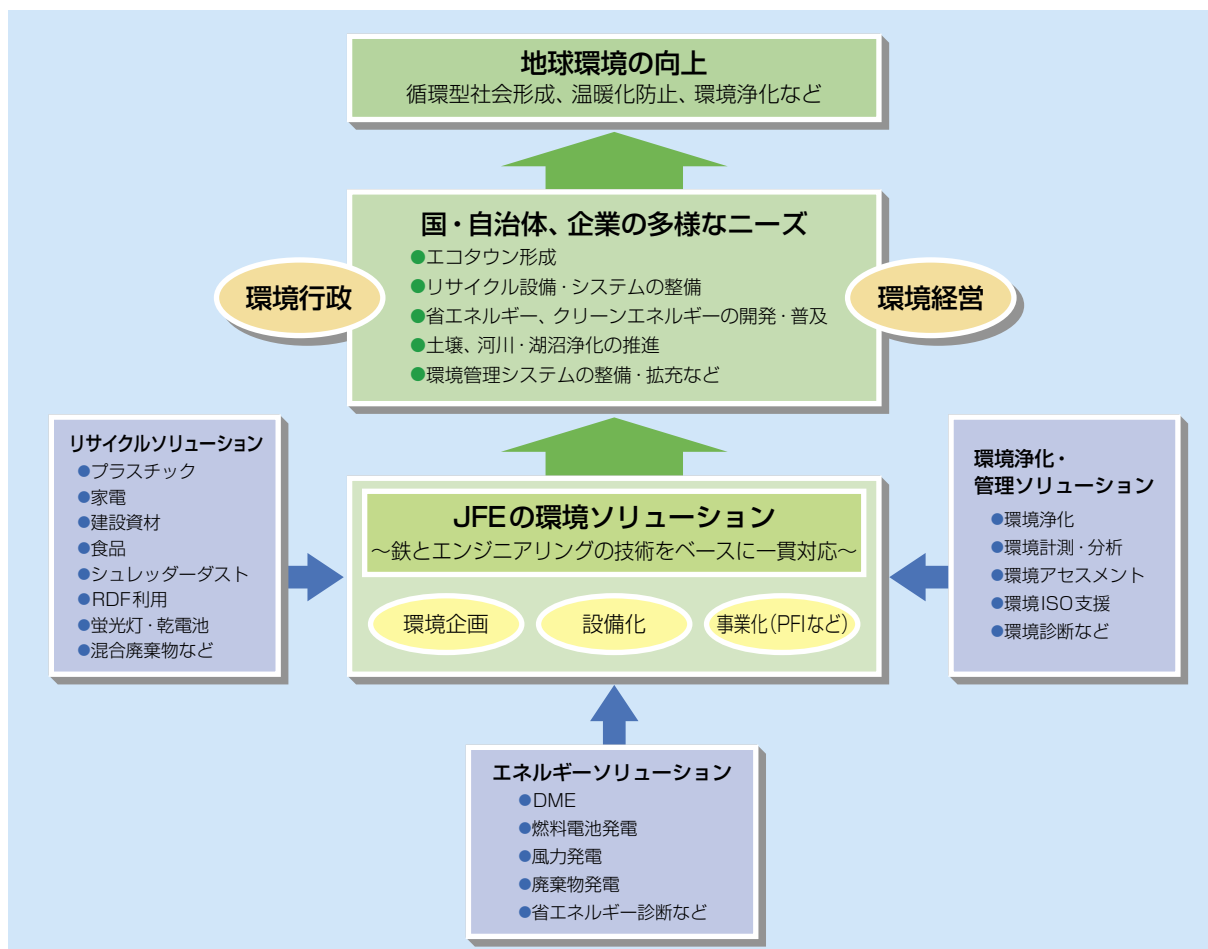 地球環境の向上
循環型社会形成、温暖化防止、環境浄化など
国・自治体、企業の多様なニーズ
●エコタウン形成
●リサイクル設備・システムの整備
●省エネルギー、クリーンエネルギーの開発・普及
●土壌、河川・湖沼浄化の推進
●環境管理システムの整備・拡充など
環境行政
環境経営
リサイクルソリューション
●プラスチック
●家電
●建設資材
●食品
●シュレッダーダスト
●RDF利用
●蛍光灯・乾電池
●混合廃棄物など
JFEの環境ソリューション
～鉄とエンジニアリングの技術をベースに一貫対応～
環境企画
設備化
事業化(PFIなど)
環境浄化・
管理ソリューション
●環境浄化
●環境計測・分析
●環境アセスメント
●環境ISO支援
●環境診断など
エネルギーソリューション
●DME
●燃料電池発電
●風力発電
●廃棄物発電
●省エネルギー診断など